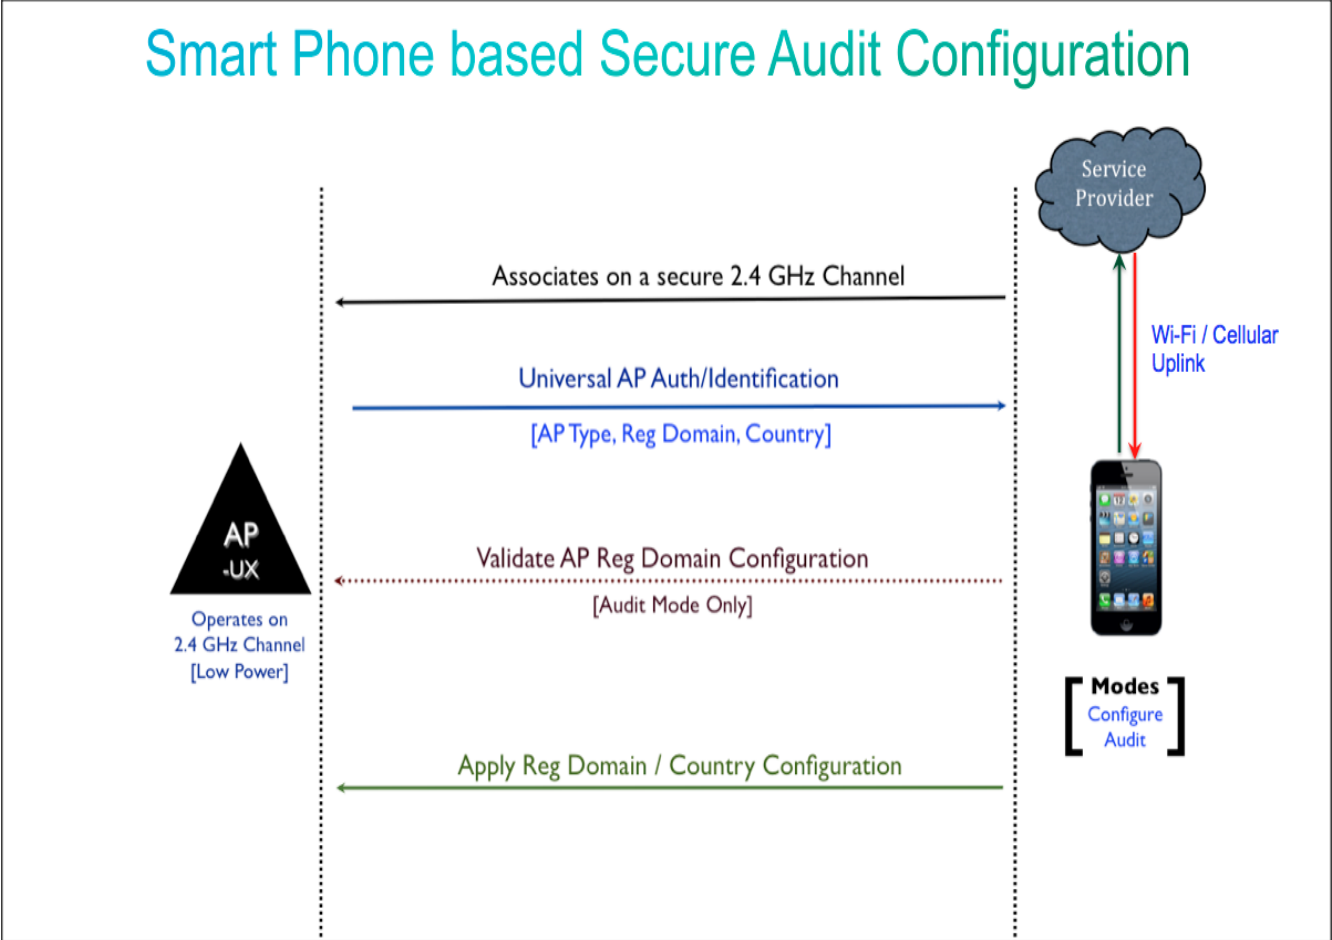 Smart Phone based Secure Audit Configuration
Service
Provider
Associates on a secure 2.4 GHz Channel
Wi-Fi / Cellular
Uplink
Universal AP Auth/Identification
[AP Type, Reg Domain, Country]
AP
-UX
Validate AP Reg Domain Configuration
[Audit Mode Only]
Operates on
2.4 GHz Channel
[Low Power]
Modes
Configure
Audit
Apply Reg Domain / Country Configuration